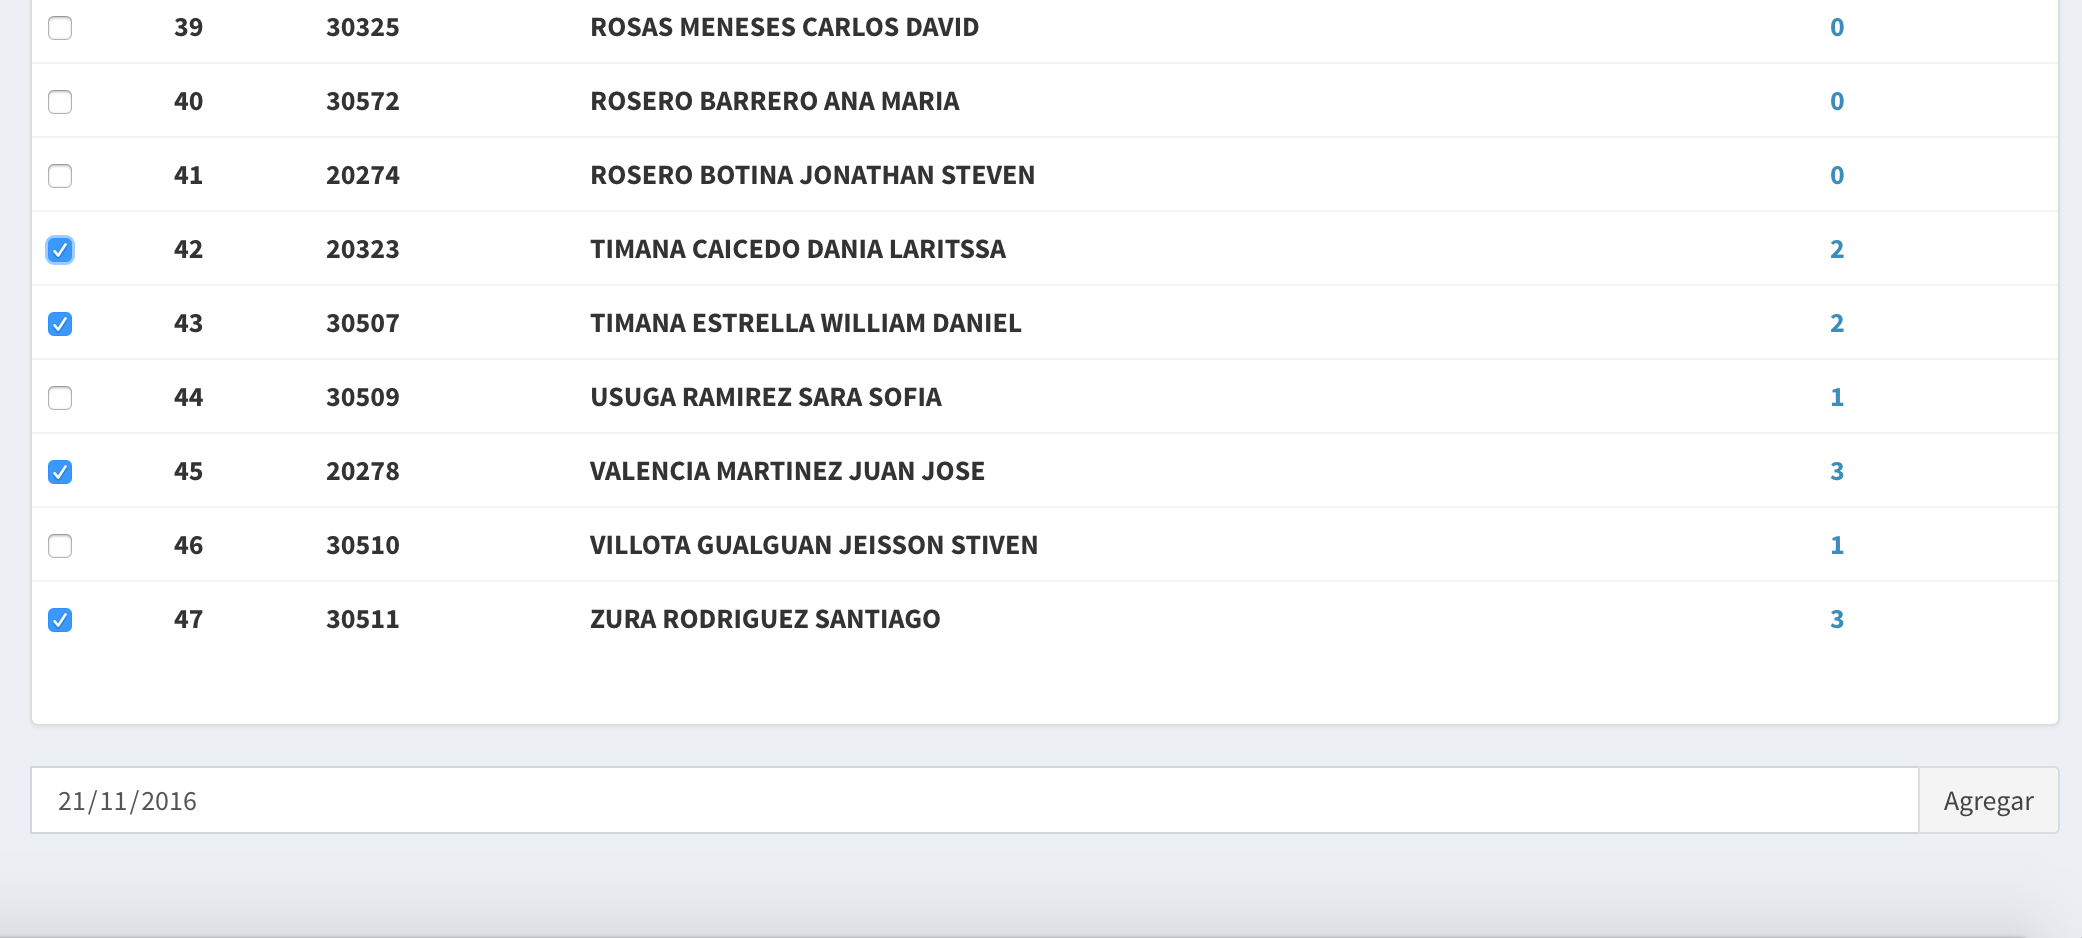 39 30325 ROSAS MENESES CARLOS DAVID 0
40 30572 ROSERO BARRERO ANA MARIA 0
41 20274 ROSERO BOTINA JONATHAN STEVEN 0
42 20323 TIMANA CAICEDO DANIA LARITSSA 2
43 30507 TIMANA ESTRELLA WILLIAM DANIEL 2
44 30509 USUGA RAMIREZ SARA SOFIA 1
45 20278 VALENCIA MARTINEZ JUAN JOSE 3
46 30510 VILLOTA GUALGUAN JEISSON STIVEN 1
47 30511 ZURA RODRIGUEZ SANTIAGO 3
21/11/2016 Agregar